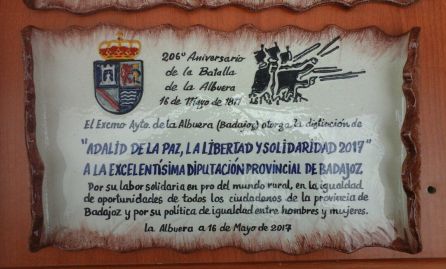 206º Aniversario
de la Batalla
de la Albuera
16 de Mayo de 1811
El Excmo Ayto. de la Albuera (Badajoz) otorga la distinción de
"ADALID DE LA PAZ, LA LIBERTAD Y SOLIDARIDAD 2017"
A LA EXCELENTÍSIMA DIPUTACIÓN PROVINCIAL DE BADAJOZ
Por su labor solidaria en pro del mundo rural, en la igualdad
de oportunidades de todos los ciudadanos de la provincia de
Badajoz y por su política de igualdad entre hombres y mujeres.
La Albuera a 16 de Mayo de 2017